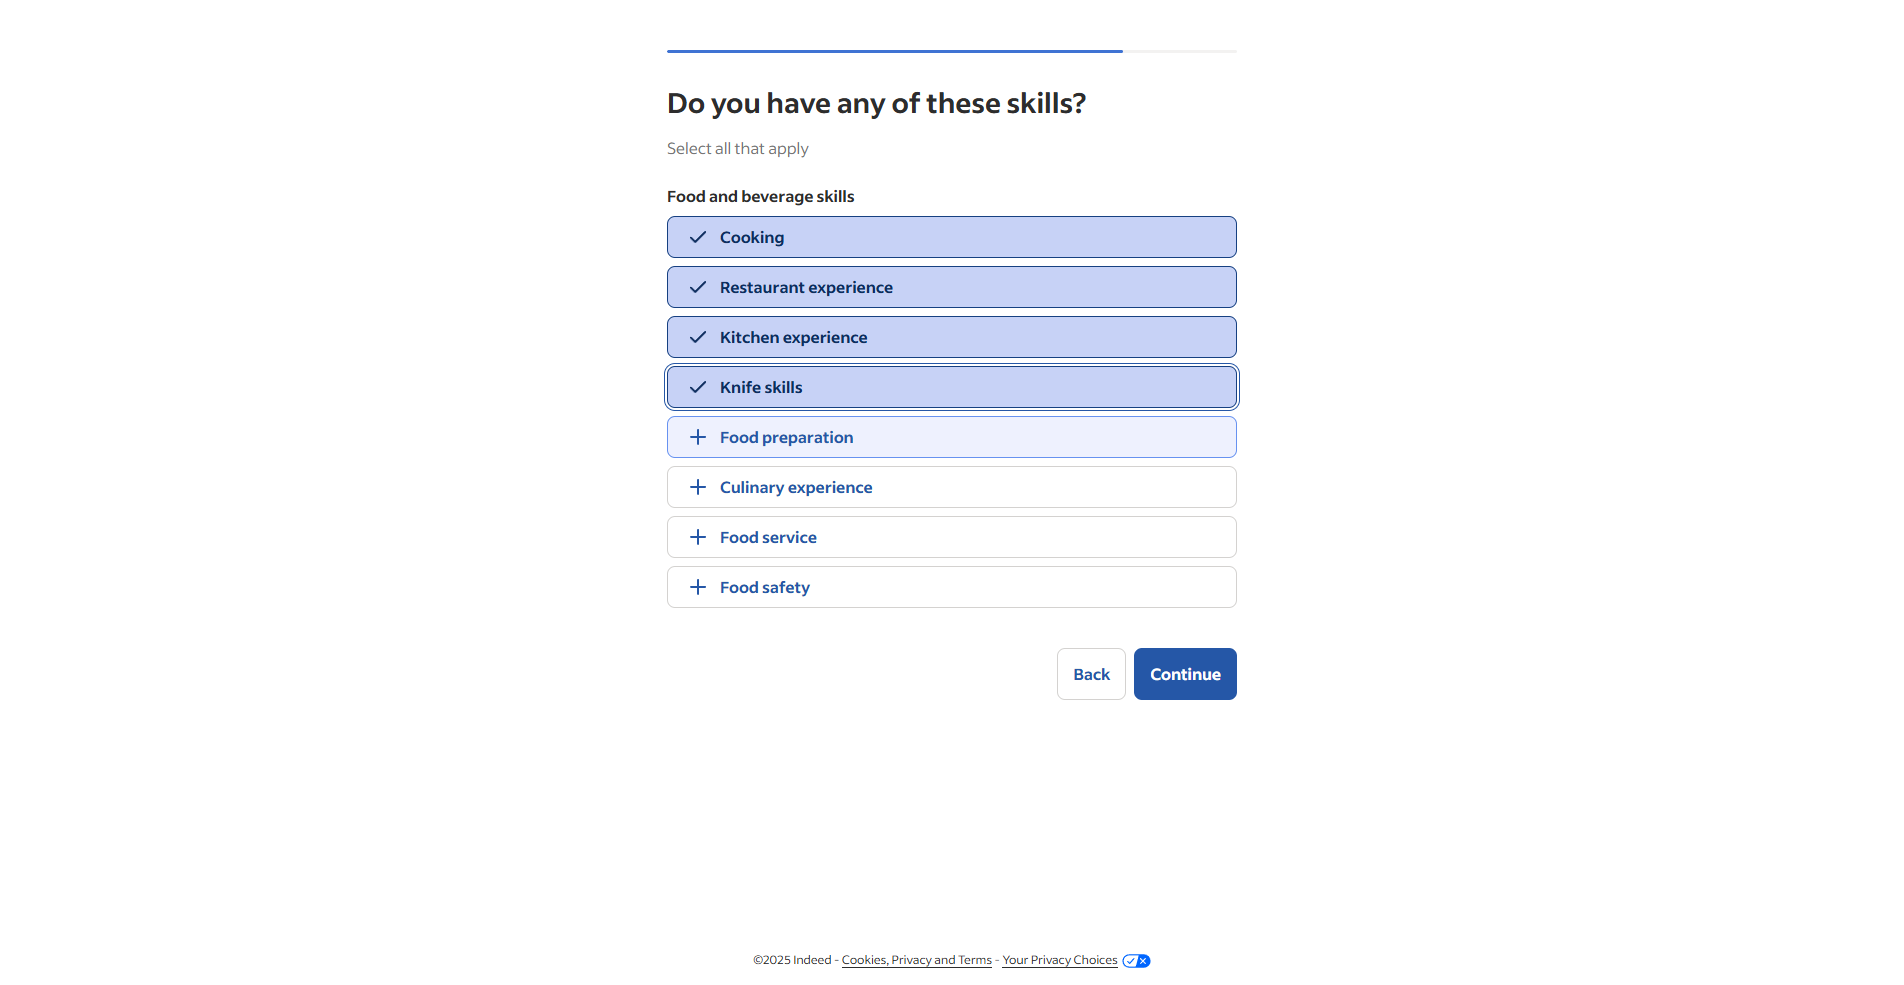 Do you have any of these skills?
Select all that apply
Food and beverage skills
Cooking
Restaurant experience
Kitchen experience
Knife skills
Food preparation
Culinary experience
Food service
Food safety
Back Continue
©2025 Indeed - Cookies, Privacy and Terms - Your Privacy Choices